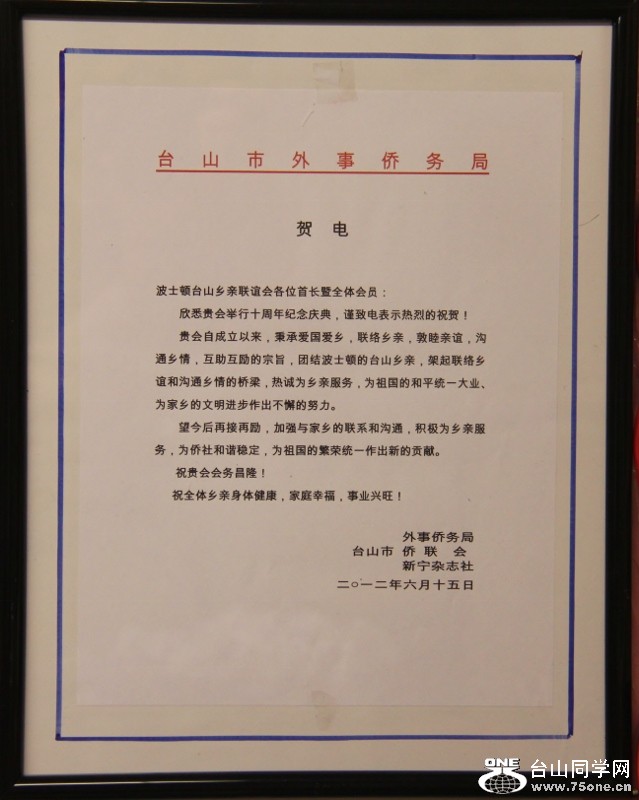 台山市外事侨务局
贺电
波士顿台山乡亲联谊会各位首长暨全体会员：
欣悉贵会举行十周年纪念庆典，谨致电表示热烈的祝贺！
贵会自成立以来，秉承爱国爱乡，联络乡亲，敦睦亲谊，沟
通乡情，互助互励的宗旨，团结波士顿的台山乡亲，架起联络乡
谊和沟通乡情的桥梁，热诚为乡亲服务，为祖国的和平统一大业、
为家乡的文明进步作出不懈的努力。
望今后再接再励，加强与家乡的联系和沟通，积极为乡亲服
务，为侨社和谐稳定，为祖国的繁荣统一作出新的贡献。
祝贵会会务昌隆！
祝全体乡亲身体健康，家庭幸福，事业兴旺！
外事侨务局
台山市 侨联会
新宁杂志社
二○一二年六月十五日
ONE 台山同学网
www.75one.cn